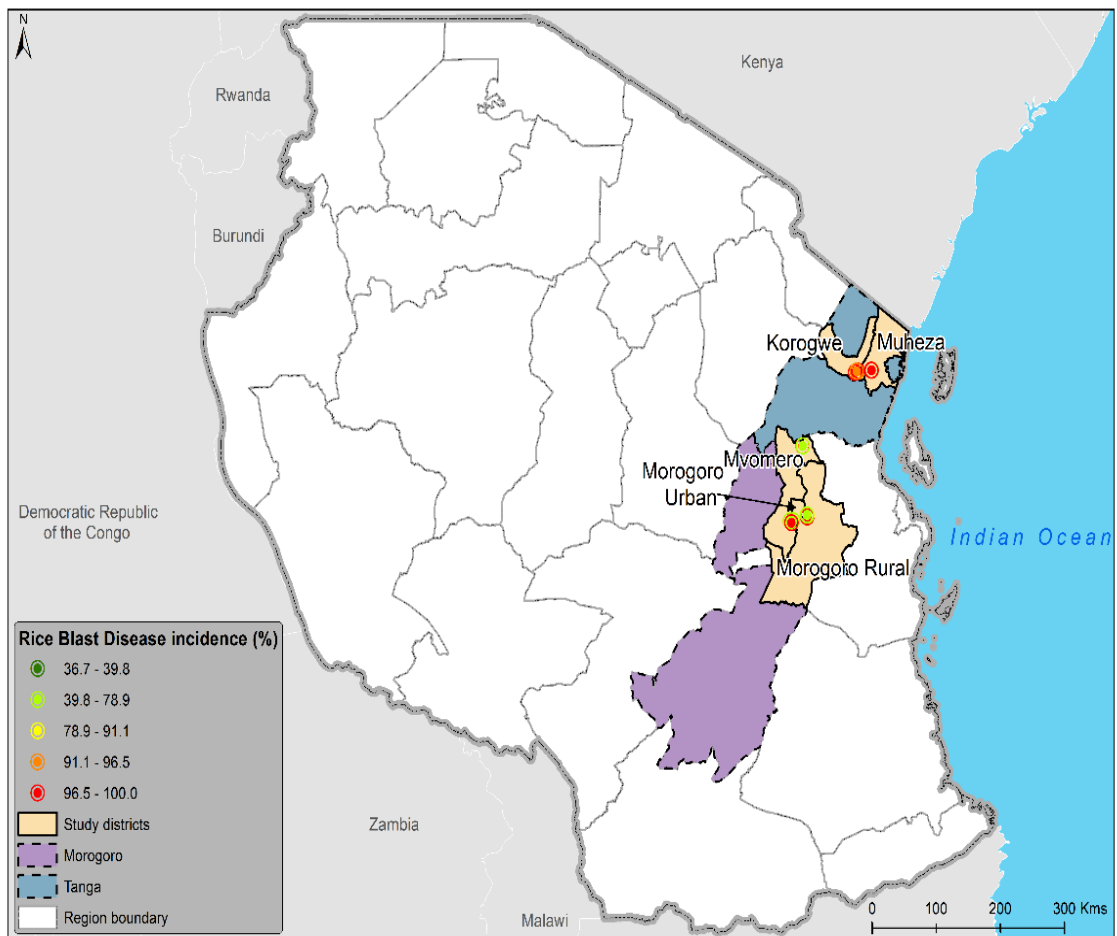 N
Kenya
Rwanda
Burundi
Korogwe
Muheza
Mvomero
Morogoro
Urban
Democratic Republic
of the Congo
Indian Ocean
Morogoro Rural
Rice Blast Disease incidence (%)
36.7 - 39.8
39.8 - 78.9
78.9 - 91.1
91.1 - 96.5
96.5 - 100.0
Study districts
Morogoro
Tanga
Region boundary
Zambia
Malawi
0 100 200 300 Kms